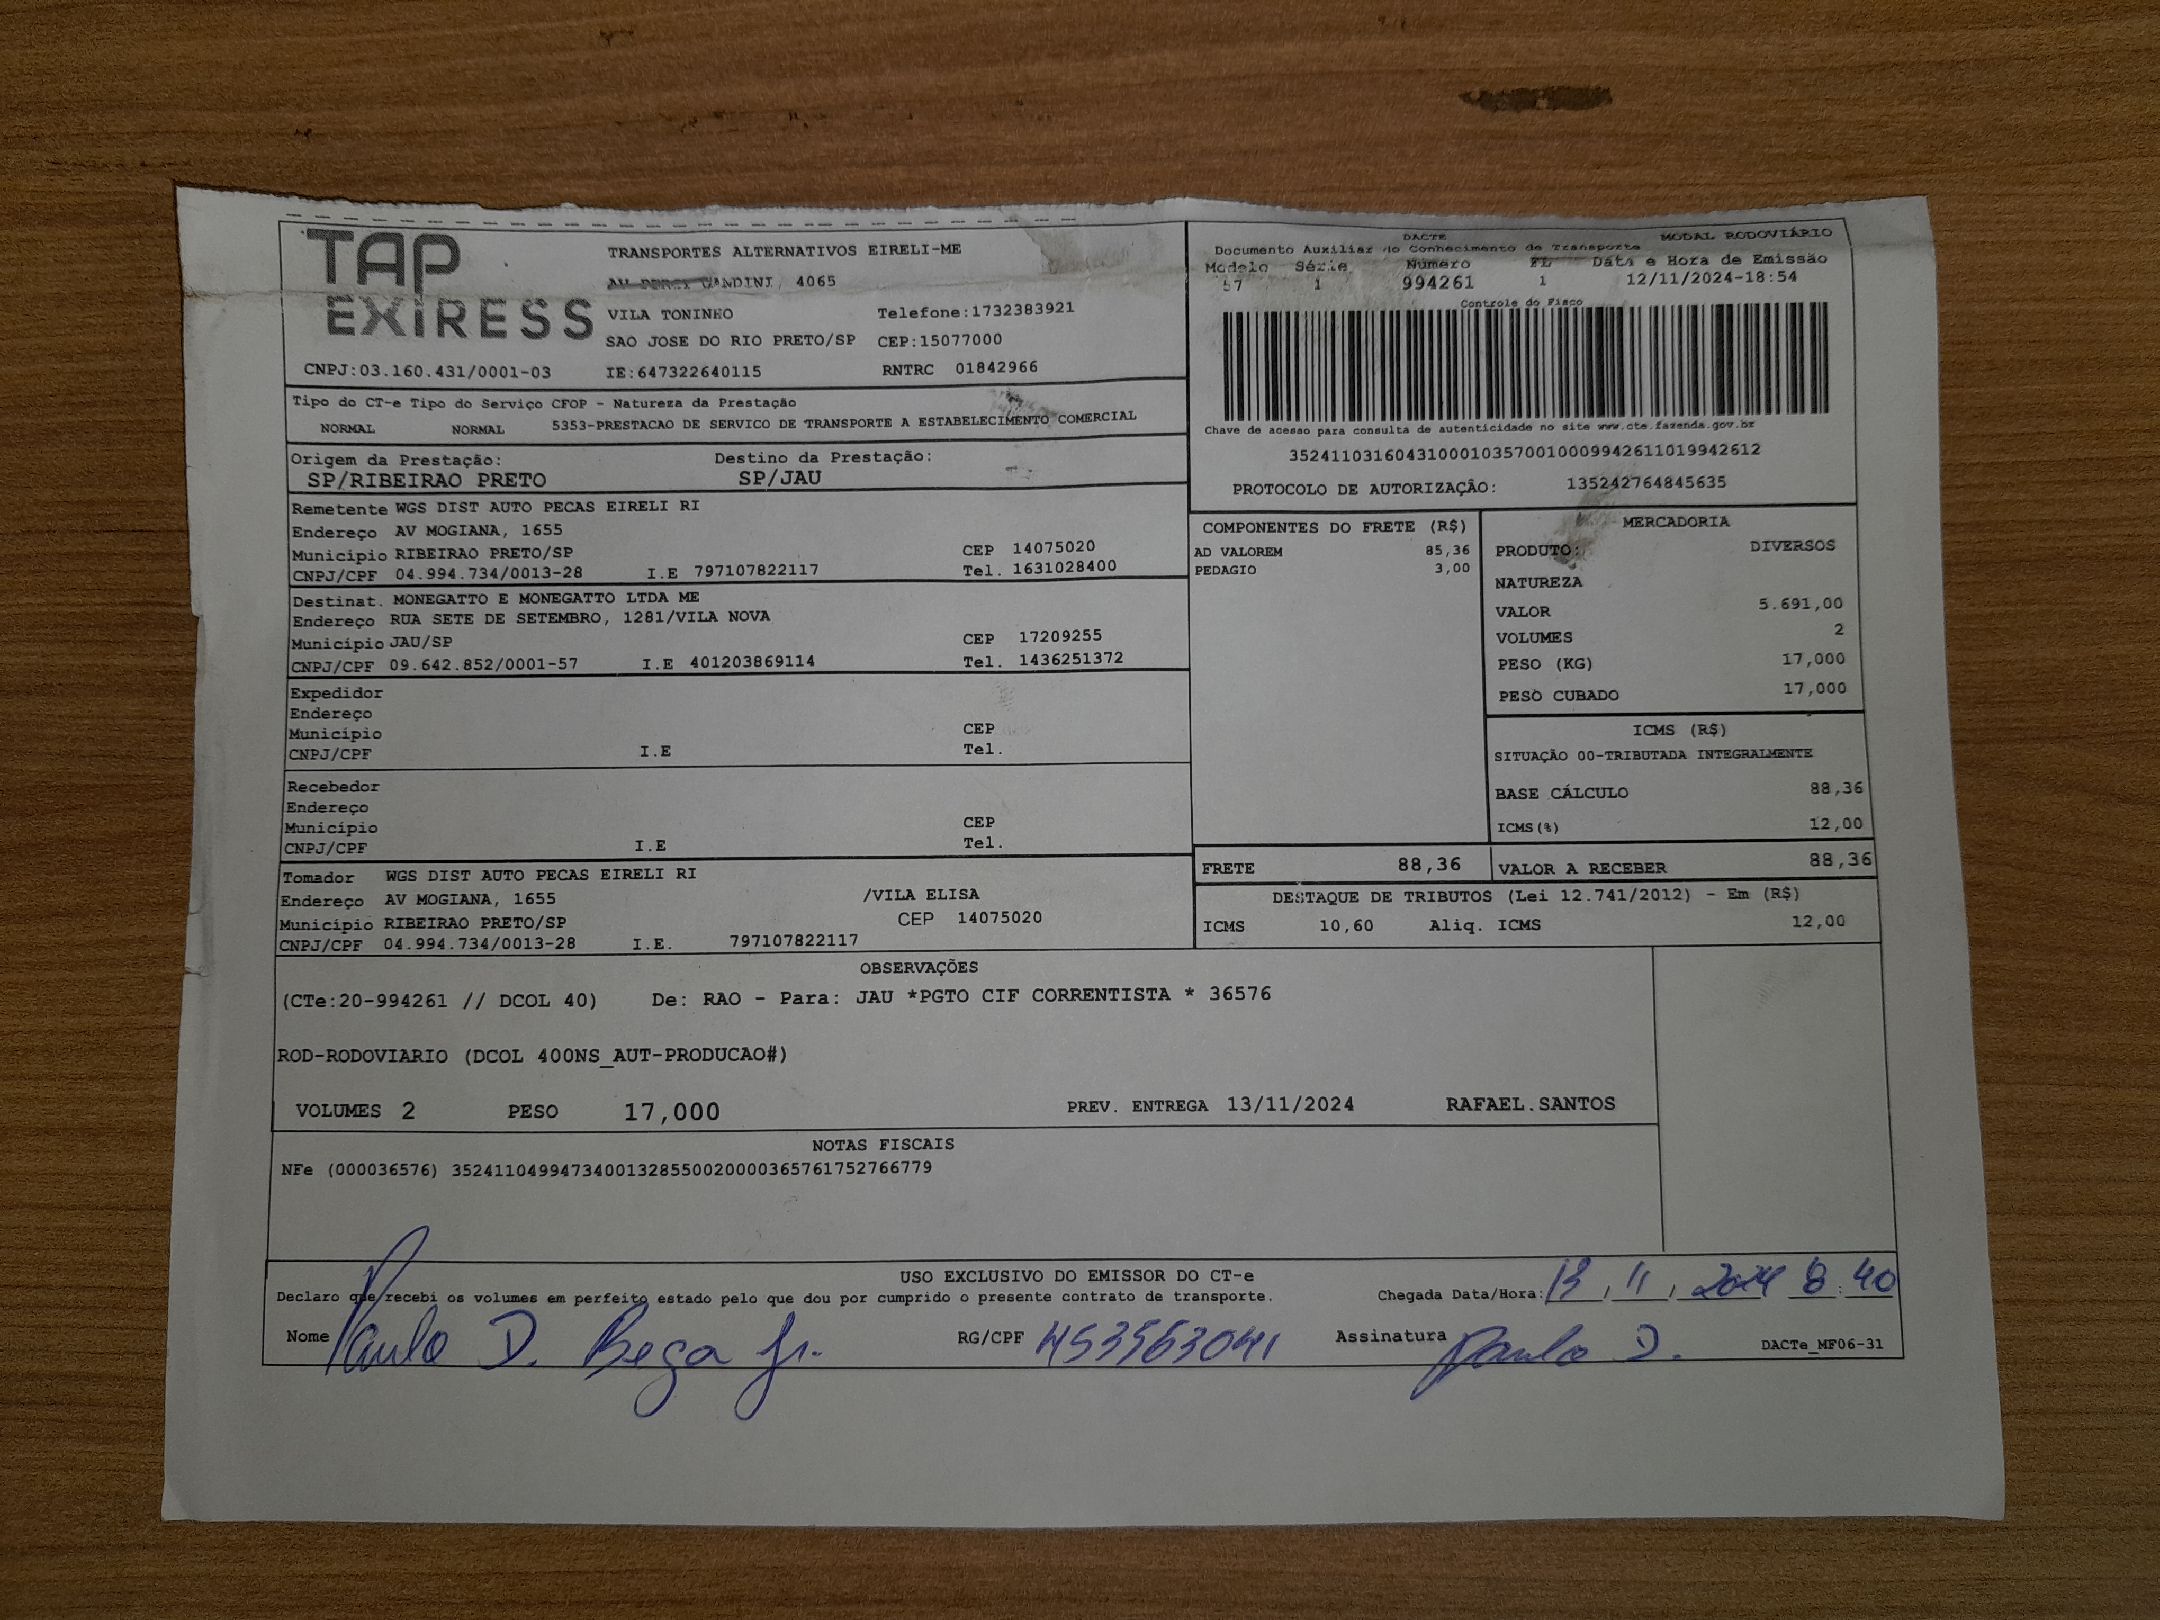 TAP
EXPRESS
TRANSPORTES ALTERNATIVOS EIRELI-ME
4065
VILA TONINHO Telefone:1732383921
SAO JOSE DO RIO PRETO/SP CEP:15077000
CNPJ:03.160.431/0001-03 IE:647322640115 RNTRC 01842966
DACTE MODAL RODOVIÁRIO
Documento Auxiliar do Conhecimento de Transporte
Modelo Série Número FL Data e Hora de Emissão
57 1 994261 1 12/11/2024-18:54
Controle do Fisco
Chave de acesso para consulta de autenticidade no site www.cte.fazenda.gov.br
35241103160431000103570010009942611019942612
PROTOCOLO DE AUTORIZAÇÂO: 135242764845635
Tipo do CT-e Tipo do Serviço CFOP - Natureza da Prestação
NORMAL NORMAL 5353-PRESTACAO DE SERVICO DE TRANSPORTE A ESTABELECIMENTO COMERCIAL
Origem da Prestação: Destino da Prestação:
SP/RIBEIRAO PRETO SP/JAU
Remetente WGS DIST AUTO PECAS EIRELI RI
Endereço AV MOGIANA, 1655
Município RIBEIRAO PRETO/SP CEP 14075020
CNPJ/CPF 04.994.734/0013-28 I.E 797107822117 Tel. 1631028400
Destinat. MONEGATTO E MONEGATTO LTDA ME
Endereço RUA SETE DE SETEMBRO, 1281/VILA NOVA
Município JAU/SP CEP 17209255
CNPJ/CPF 09.642.852/0001-57 I.E 401203869114 Tel. 1436251372
Expedidor
Endereço
Município CEP
CNPJ/CPF I.E Tel.
Recebedor
Endereço
Município CEP
CNPJ/CPF I.E Tel.
Tomador WGS DIST AUTO PECAS EIRELI RI
Endereço AV MOGIANA, 1655 /VILA ELISA
Município RIBEIRAO PRETO/SP CEP 14075020
CNPJ/CPF 04.994.734/0013-28 I.E. 797107822117
COMPONENTES DO FRETE (R$)
AD VALOREM 85,36
PEDAGIO 3,00
MERCADORIA
PRODUTO: DIVERSOS
NATUREZA
VALOR 5.691,00
VOLUMES 2
PESO (KG) 17,000
PESO CUBADO 17,000
ICMS (R$)
SITUAÇÃO 00-TRIBUTADA INTEGRALMENTE
BASE CÁLCULO 88,36
ICMS(%) 12,00
FRETE 88,36 VALOR A RECEBER 88,36
DESTAQUE DE TRIBUTOS (Lei 12.741/2012) - Em (R$)
ICMS 10,60 Aliq. ICMS 12,00
OBSERVAÇÕES
(CTe:20-994261 // DCOL 40) De: RAO - Para: JAU *PGTO CIF CORRENTISTA * 36576
ROD-RODOVIARIO (DCOL 400NS_AUT-PRODUCAO#)
VOLUMES 2 PESO 17,000 PREV. ENTREGA 13/11/2024 RAFAEL.SANTOS
NOTAS FISCAIS
NFe (000036576) 35241104994734001328550020000365761752766779
USO EXCLUSIVO DO EMISSOR DO CT-e
Declaro que recebi os volumes em perfeito estado pelo que dou por cumprido o presente contrato de transporte. Chegada Data/Hora: 13, 11, 2024 8:40
Nome Paulo D. Bega Jr. RG/CPF 453563041 Assinatura Paulo D. DACTe_MF06-31